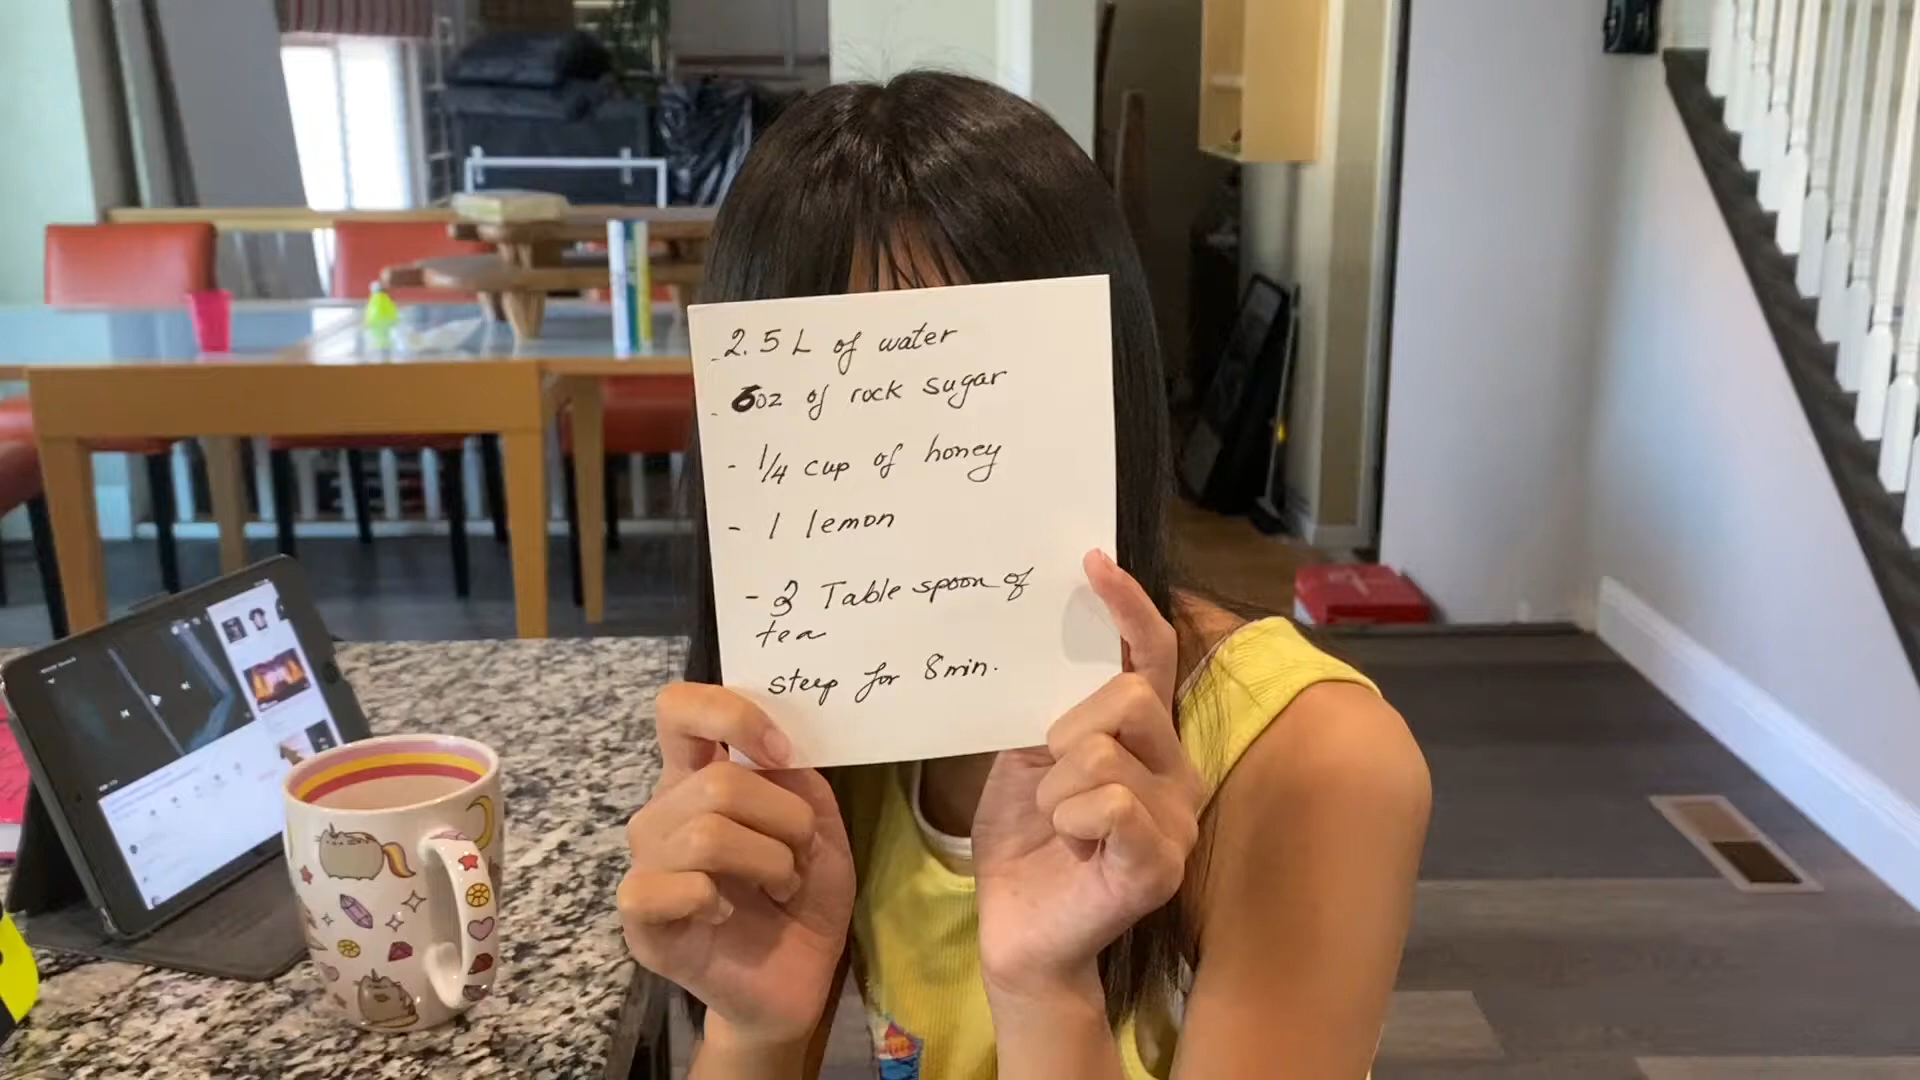 - 2.5 L of water
- 6oz of rock sugar
- 1/4 cup of honey
- 1 lemon
- 3 Table spoon of
tea
steep for 8min.